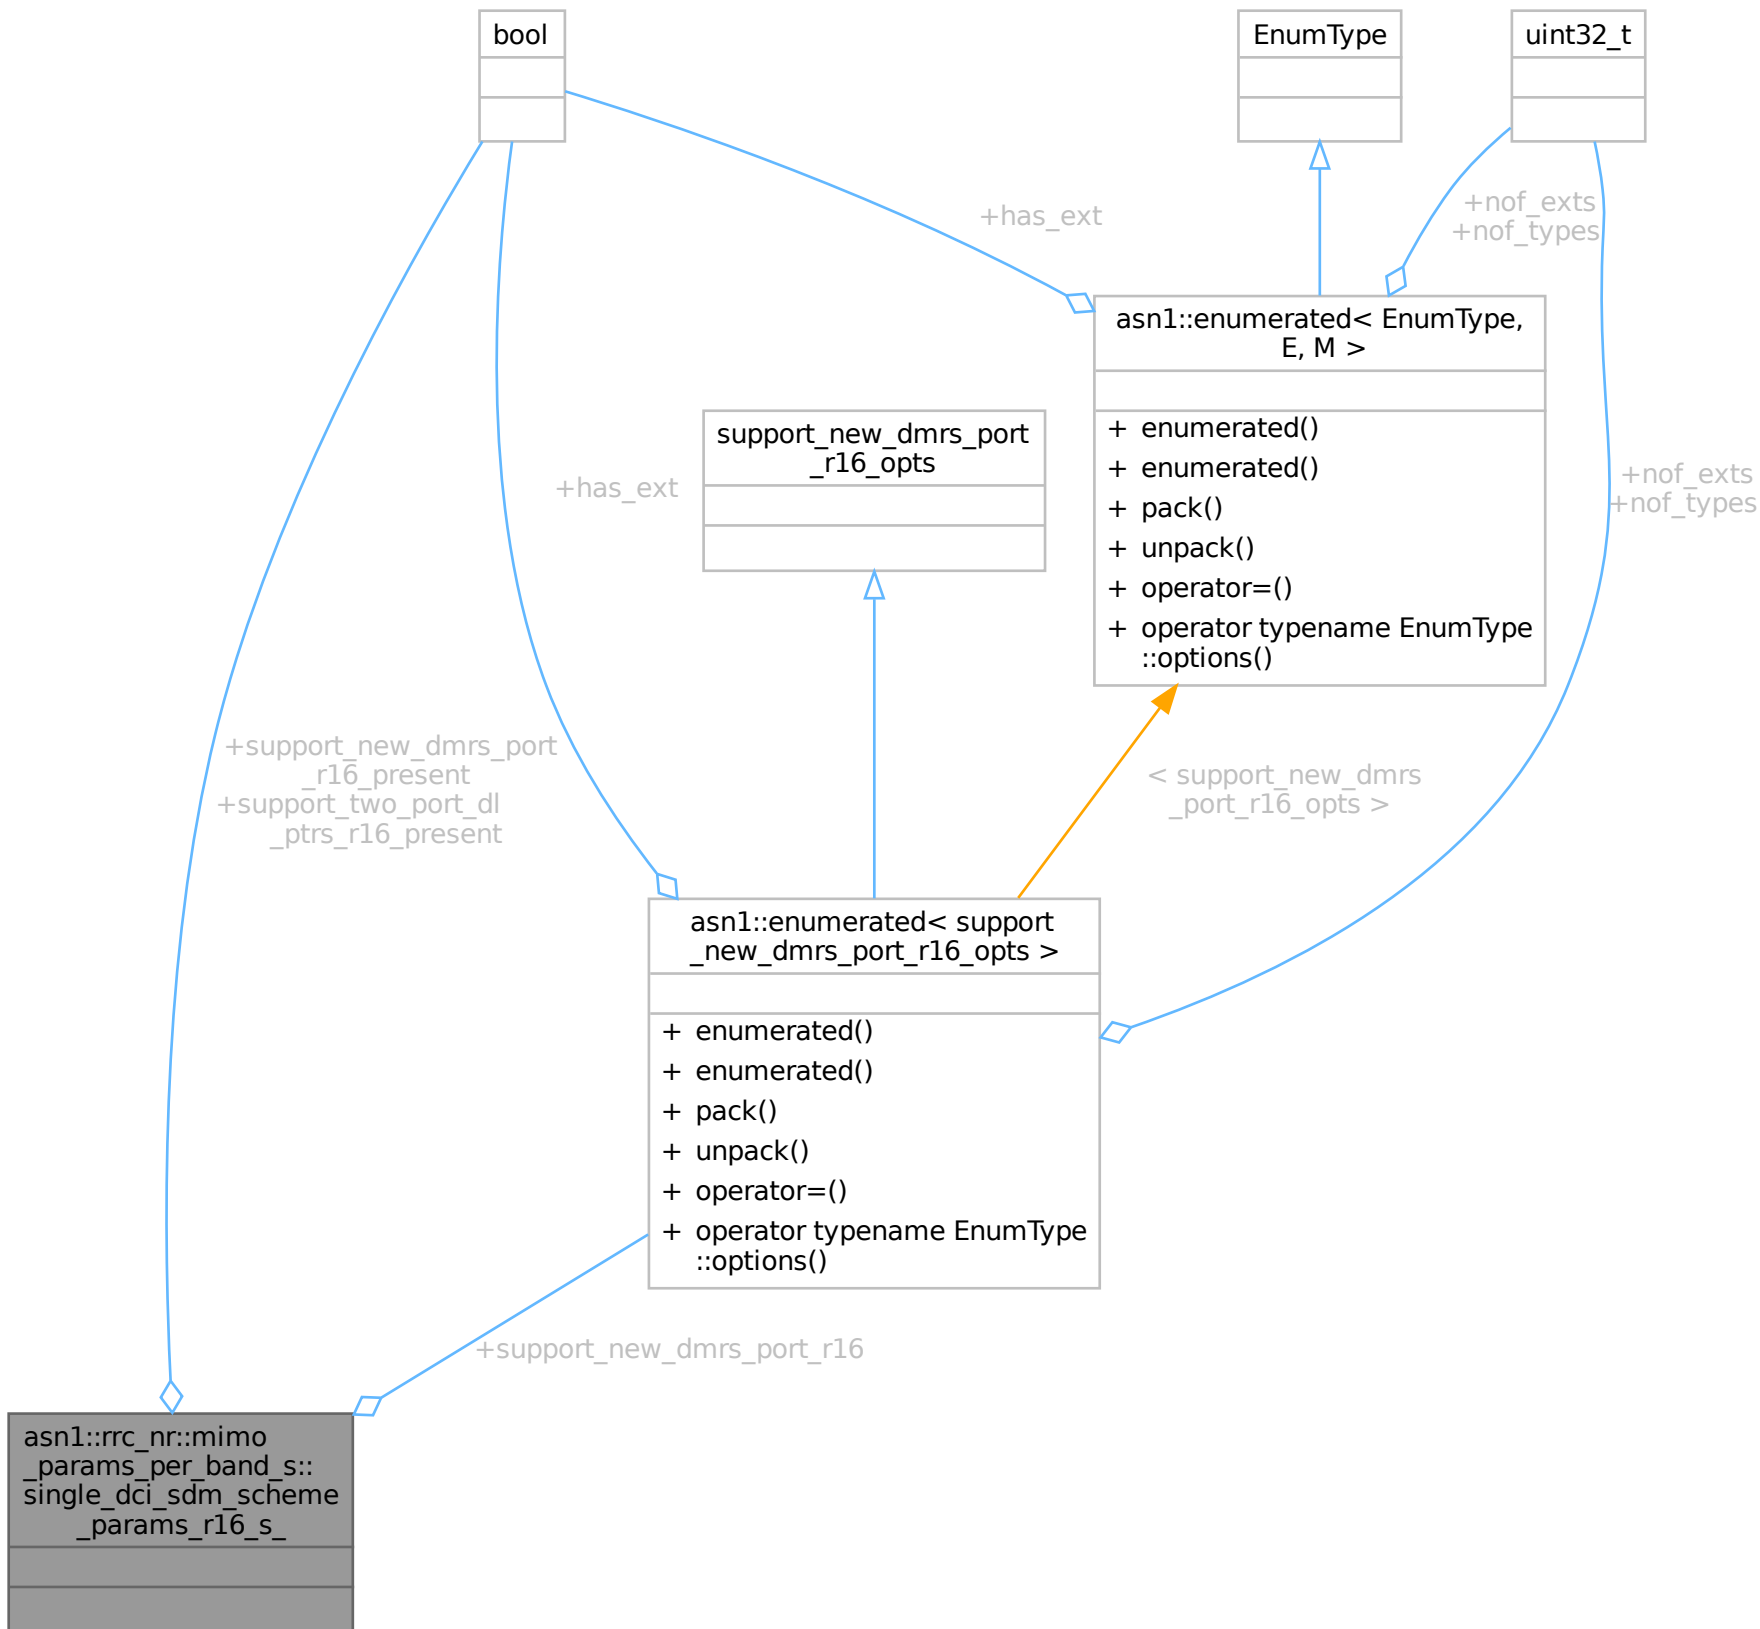 bool
EnumType
uint32_t
+has_ext
+nof_exts
+nof_types
asn1::enumerated< EnumType,
E, M >
+ enumerated()
+ enumerated()
+ pack()
+ unpack()
+ operator=()
+ operator typename EnumType
::options()
support_new_dmrs_port
_r16_opts
+has_ext
+nof_exts
+nof_types
+support_new_dmrs_port
_r16_present
+support_two_port_dl
_ptrs_r16_present
< support_new_dmrs
_port_r16_opts >
asn1::enumerated< support
_new_dmrs_port_r16_opts >
+ enumerated()
+ enumerated()
+ pack()
+ unpack()
+ operator=()
+ operator typename EnumType
::options()
+support_new_dmrs_port_r16
asn1::rrc_nr::mimo
_params_per_band_s::
single_dci_sdm_scheme
_params_r16_s_